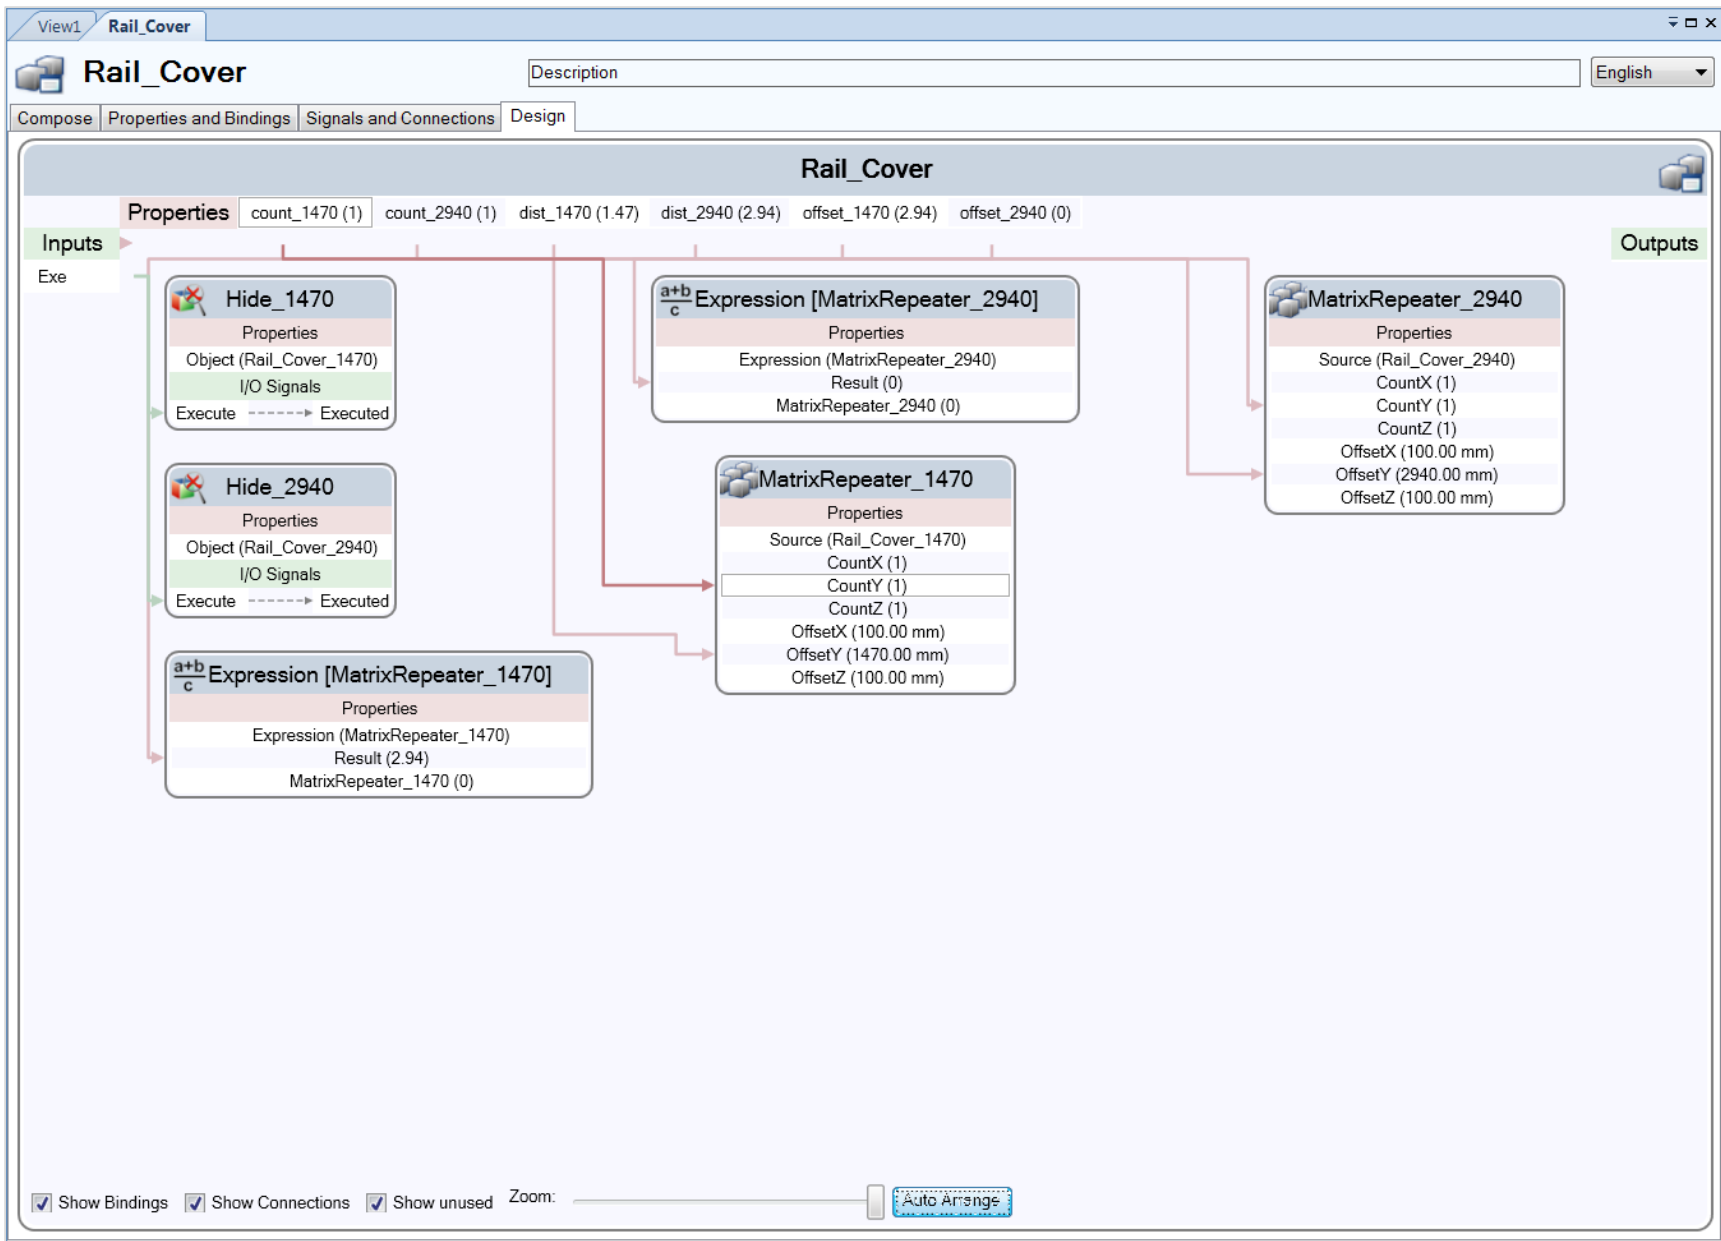 View1 Rail_Cover
Rail_Cover Description English
Compose Properties and Bindings Signals and Connections Design
Rail_Cover
Properties count_1470 (1) count_2940 (1) dist_1470 (1.47) dist_2940 (2.94) offset_1470 (2.94) offset_2940 (0)
Inputs
Outputs
Exe
Hide_1470
Properties
Object (Rail_Cover_1470)
I/O Signals
Execute Executed
Hide_2940
Properties
Object (Rail_Cover_2940)
I/O Signals
Execute Executed
a+b
c
Expression [MatrixRepeater_1470]
Properties
Expression (MatrixRepeater_1470)
Result (2.94)
MatrixRepeater_1470 (0)
a+b
c
Expression [MatrixRepeater_2940]
Properties
Expression (MatrixRepeater_2940)
Result (0)
MatrixRepeater_2940 (0)
MatrixRepeater_1470
Properties
Source (Rail_Cover_1470)
CountX (1)
CountY (1)
CountZ (1)
OffsetX (100.00 mm)
OffsetY (1470.00 mm)
OffsetZ (100.00 mm)
MatrixRepeater_2940
Properties
Source (Rail_Cover_2940)
CountX (1)
CountY (1)
CountZ (1)
OffsetX (100.00 mm)
OffsetY (2940.00 mm)
OffsetZ (100.00 mm)
Show Bindings Show Connections Show unused Zoom: Auto Arrange